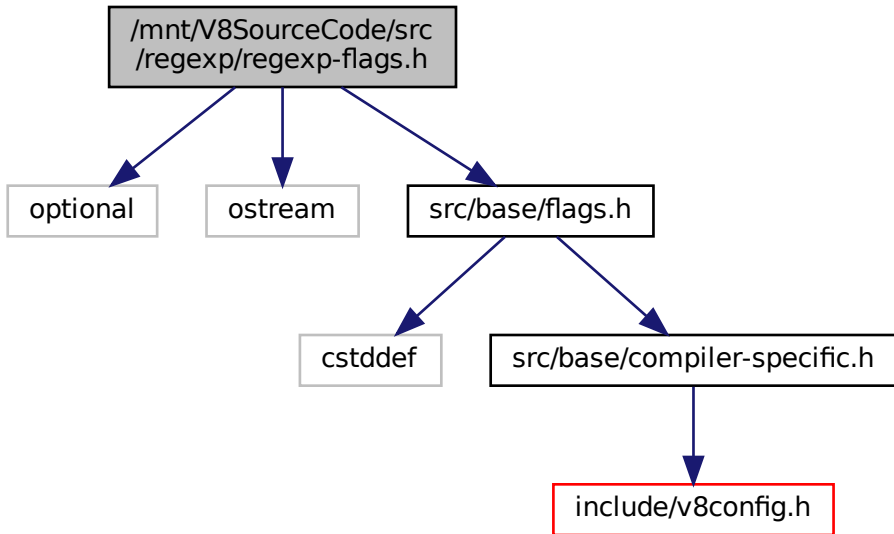 /mnt/V8SourceCode/src
/regexp/regexp-flags.h
optional
ostream
src/base/flags.h
cstddef
src/base/compiler-specific.h
include/v8config.h